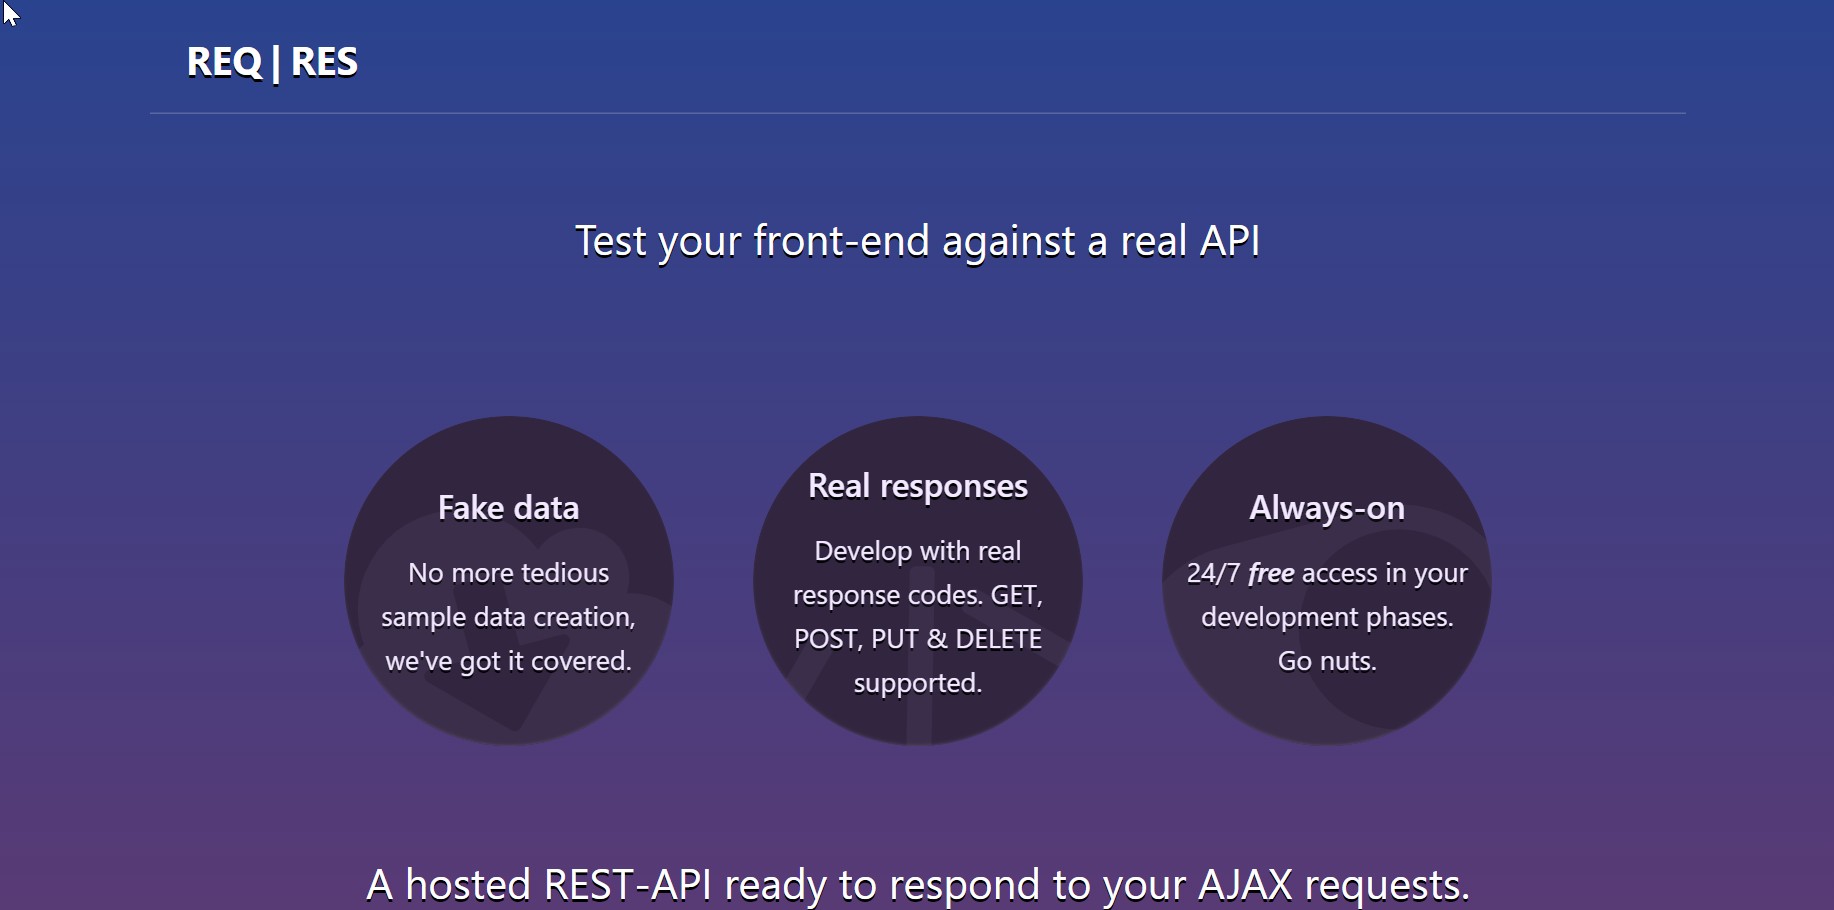 REQ | RES
Test your front-end against a real API
Fake data
No more tedious
sample data creation,
we've got it covered.
Real responses
Develop with real
response codes. GET,
POST, PUT & DELETE
supported.
Always-on
24/7 free access in your
development phases.
Go nuts.
A hosted REST-API ready to respond to your AJAX requests.